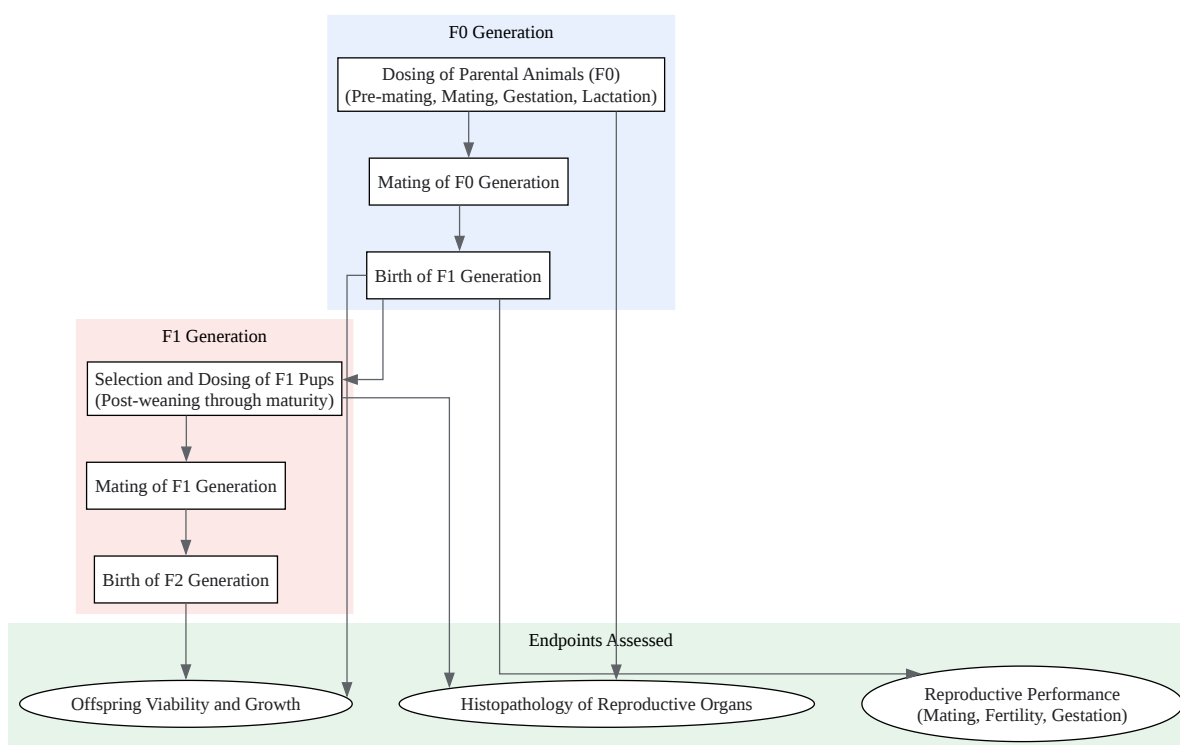 F0 Generation
Dosing of Parental Animals (F0)
(Pre-mating, Mating, Gestation, Lactation)
Mating of F0 Generation
Birth of F1 Generation
F1 Generation
Selection and Dosing of F1 Pups
(Post-weaning through maturity)
Mating of F1 Generation
Birth of F2 Generation
Endpoints Assessed
Offspring Viability and Growth
Histopathology of Reproductive Organs
Reproductive Performance
(Mating, Fertility, Gestation)